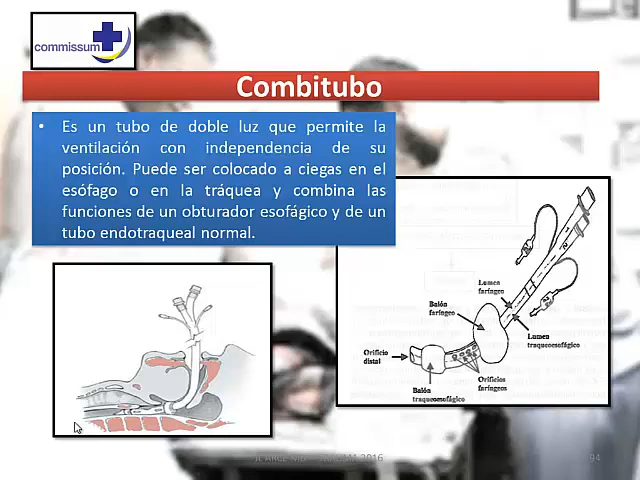 commissum
Combitubo
• Es un tubo de doble luz que permite la
ventilación con independencia de su
posición. Puede ser colocado a ciegas en el
esófago o en la tráquea y combina las
funciones de un obturador esofágico y de un
tubo endotraqueal normal.
Lumen
faríngeo
Balón
faríngeo
Lumen
traqueoesofágico
Orificio
distal
Orificios
faríngeos
Balón
traqueoesofágico
2016
94